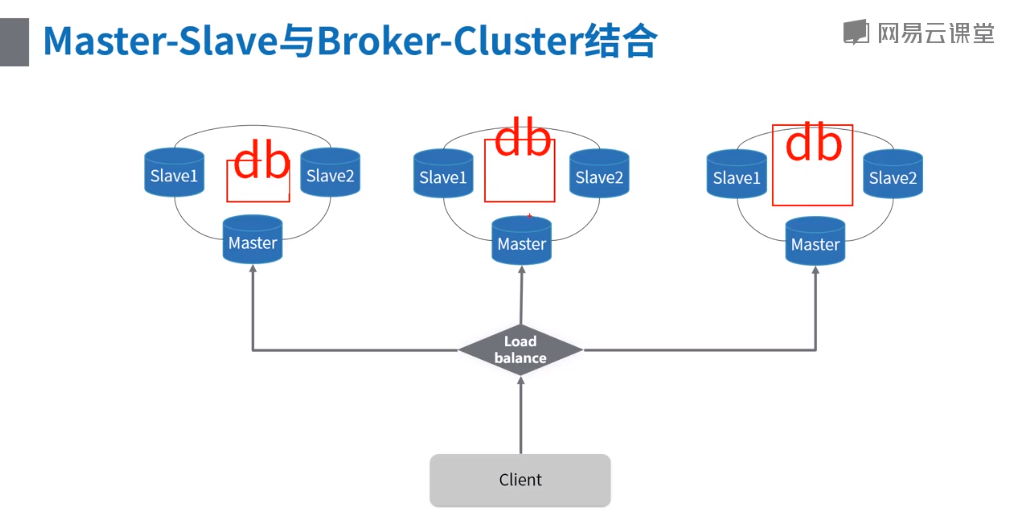 Master-Slave与Broker-Cluster结合
网易云课堂
db
db
db
Slave1
Slave2
Slave1
Slave2
Slave1
Slave2
Master
Master
Master
Load
balance
Client